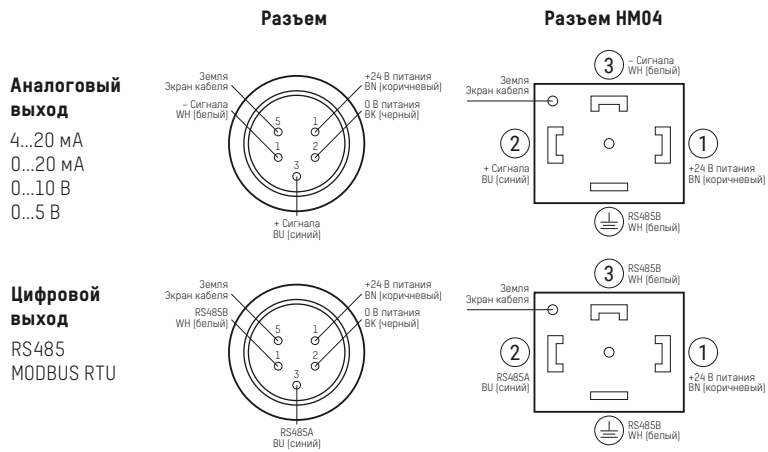 Разъем
Разъем HM04
Аналоговый
выход
4...20 мА
0...20 мА
0...10 В
0...5 В
Земля
Экран кабеля
– Сигнала
WH (белый)
+24 В питания
BN (коричневый)
0 В питания
BK (черный)
5
1
1
2
3
+ Сигнала
BU (синий)
3
– Сигнала
WH (белый)
Земля
Экран кабеля
2
+ Сигнала
BU (синий)
1
+24 В питания
BN (коричневый)
RS485B
WH (белый)
Цифровой
выход
RS485
MODBUS RTU
Земля
Экран кабеля
RS485B
WH (белый)
+24 В питания
BN (коричневый)
0 В питания
BK (черный)
5
1
1
2
3
RS485A
BU (синий)
3
RS485B
WH (белый)
Земля
Экран кабеля
2
RS485A
BU (синий)
1
+24 В питания
BN (коричневый)
RS485B
WH (белый)